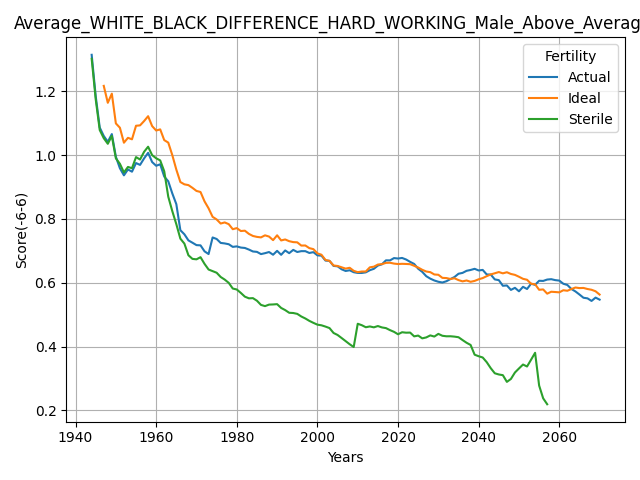 Average_WHITE_BLACK_DIFFERENCE_HARD_WORKING_Male_Above_Averag
Fertility
Actual
Ideal
Sterile
Score(-6-6)
1.2
1.0
0.8
0.6
0.4
0.2
1940 1960 1980 2000 2020 2040 2060
Years